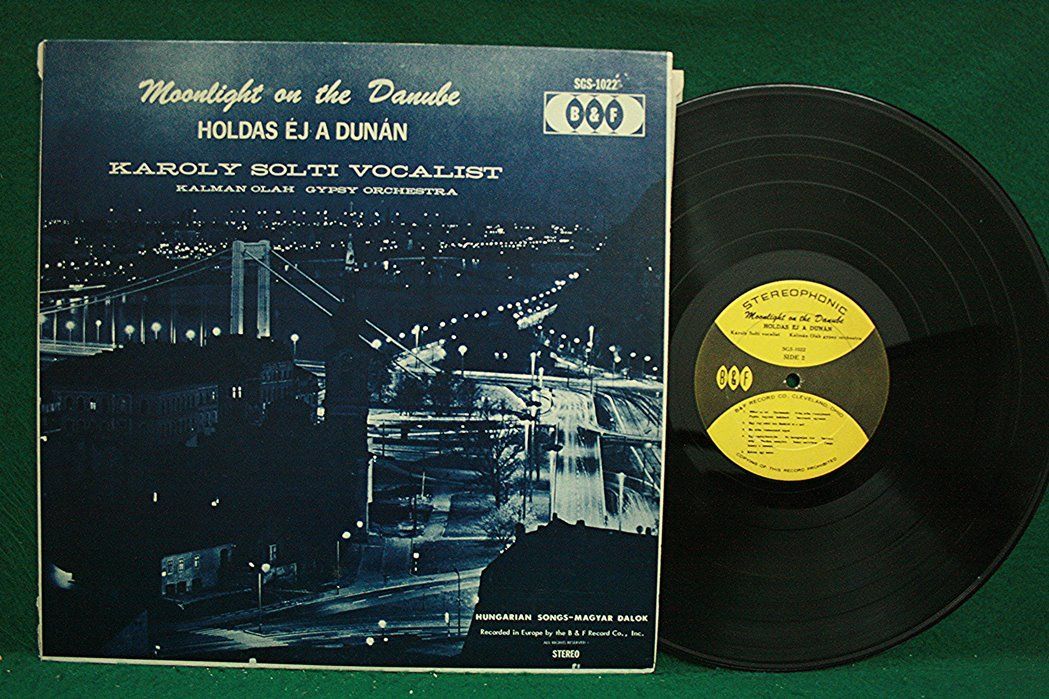 Moonlight on the Danube
HOLDAS ÉJ A DUNÁN
KAROLY SOLTI VOCALIST
KALMAN OLAH GYPSY ORCHESTRA
SGS-1022
B & F
HUNGARIAN SONGS-MAGYAR DALOK
Recorded in Europe by the B & F Record Co., Inc.
ALL RIGHTS RESERVED
STEREO
STEREOPHONIC
Moonlight on the Danube
HOLDAS ÉJ A DUNÁN
Karoly Solti vocalist Kalman Olah gypsy orchestra
SGS-1022
SIDE 2
B & F
B&F RECORD CO., CLEVELAND, OHIO
COPYING OF THIS RECORD PROHIBITED